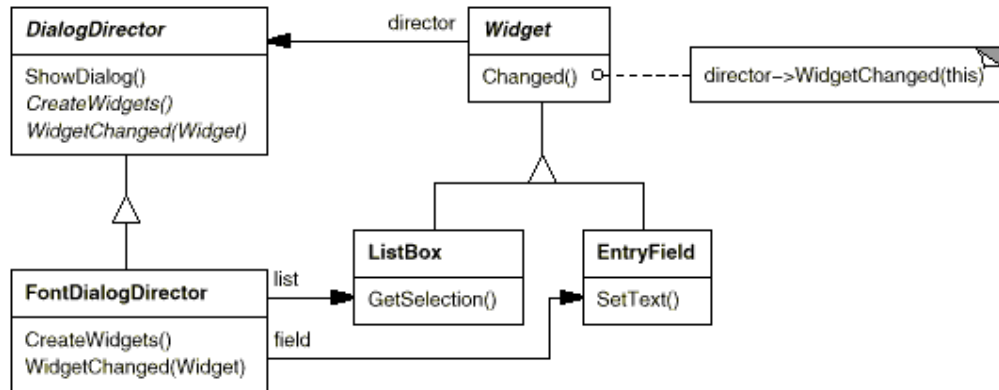 DialogDirector
ShowDialog()
CreateWidgets()
WidgetChanged(Widget)
director
Widget
Changed()
director->WidgetChanged(this)
ListBox
GetSelection()
EntryField
SetText()
FontDialogDirector
CreateWidgets()
WidgetChanged(Widget)
list
field